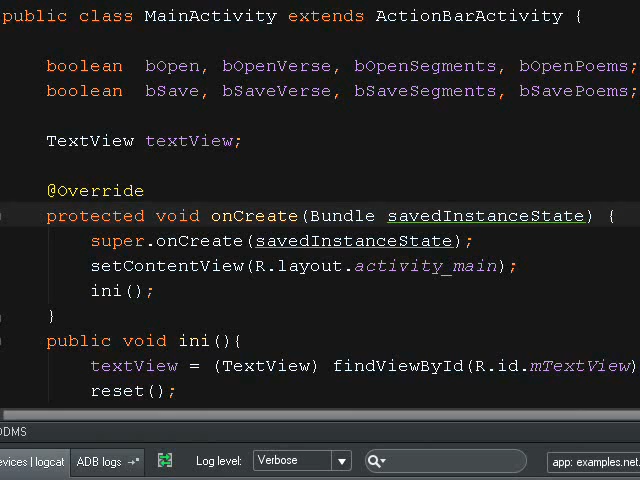 public class MainActivity extends ActionBarActivity {
boolean bOpen, bOpenVerse, bOpenSegments, bOpenPoems;
boolean bSave, bSaveVerse, bSaveSegments, bSavePoems;
TextView textView;
@Override
protected void onCreate(Bundle savedInstanceState) {
super.onCreate(savedInstanceState);
setContentView(R.layout.activity_main);
ini();
}
public void ini(){
textView = (TextView) findViewById(R.id.mTextView)
reset();
DDMS
evices | logcat ADB logs Log level: Verbose app: examples.net.